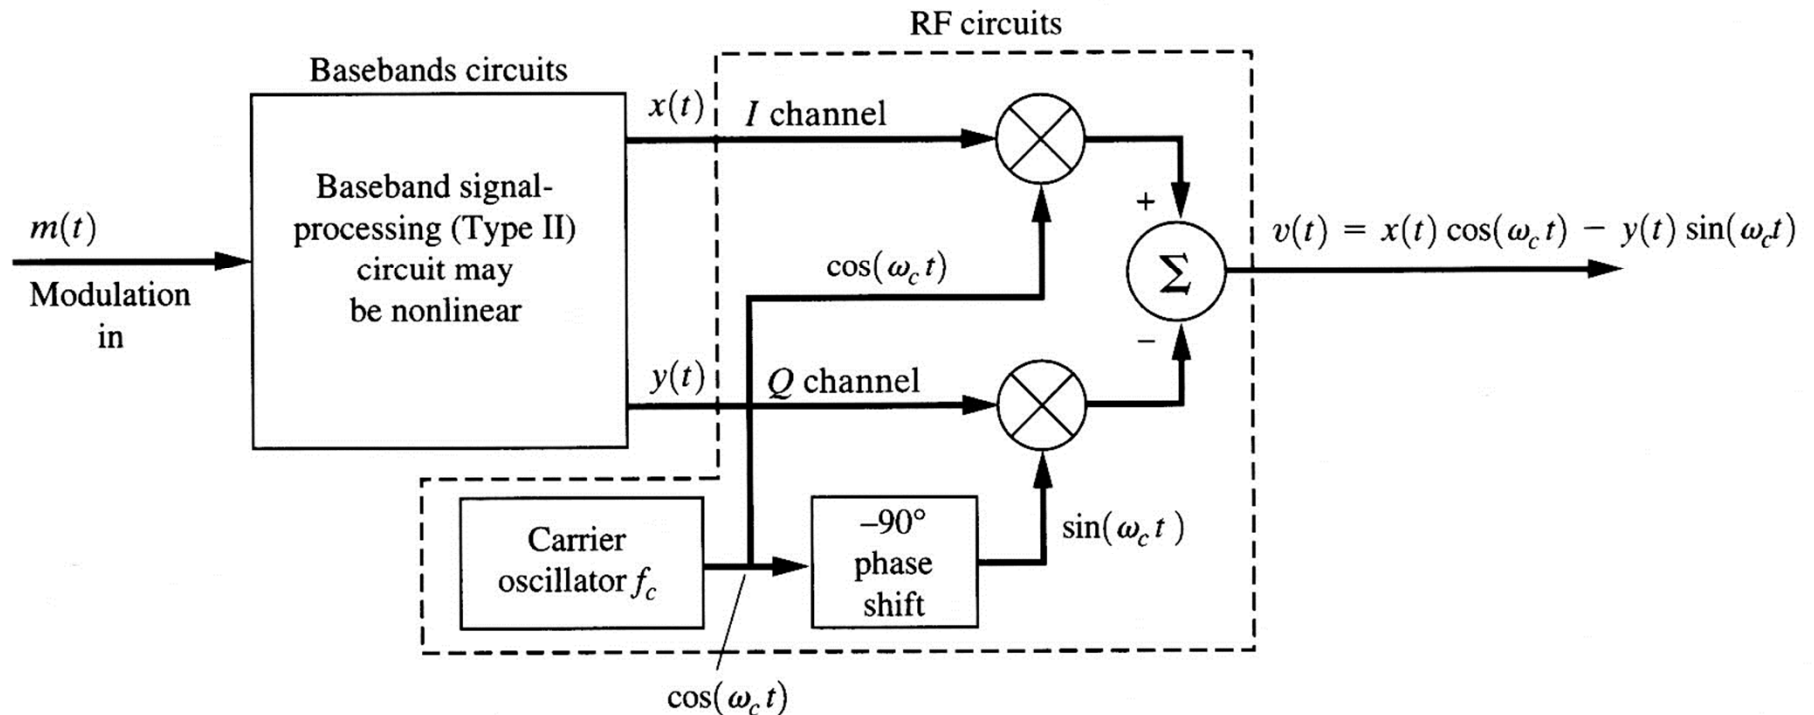 RF circuits
Basebands circuits
x(t)
I channel
Baseband signal-
processing (Type II)
circuit may
be nonlinear
m(t)
Modulation
in
+
Σ
v(t) = x(t) cos(ω_c t) − y(t) sin(ω_c t)
cos(ω_c t)
−
y(t)
Q channel
Carrier
oscillator f_c
−90°
phase
shift
sin(ω_c t)
cos(ω_c t)